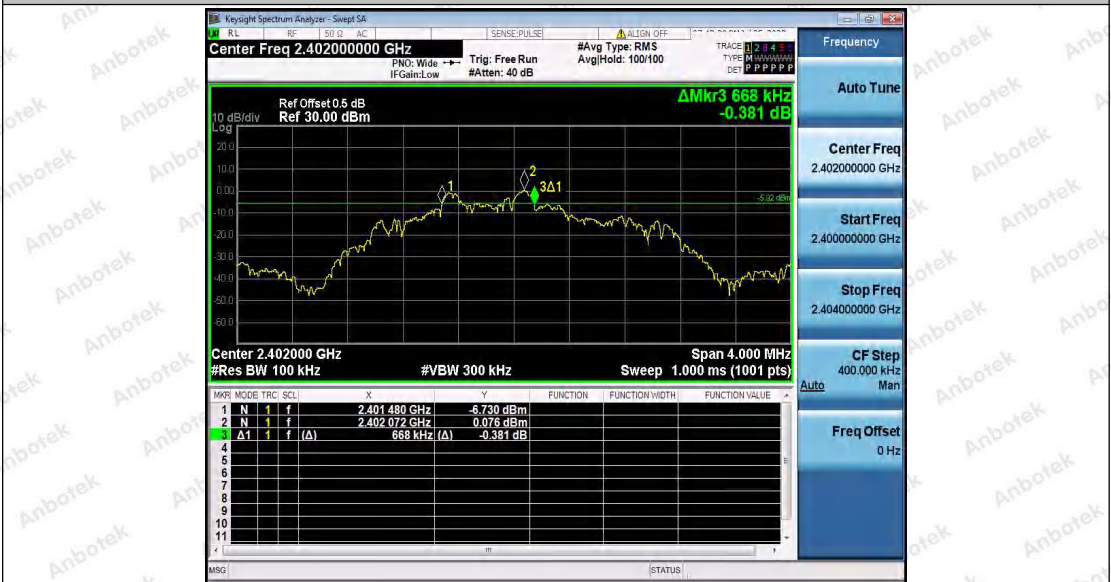 Keysight Spectrum Analyzer - Swept SA
RL RF 50 Ω AC SENSE:PULSE ALIGN OFF
Center Freq 2.402000000 GHz
PNO: Wide
IFGain:Low
Trig: Free Run
#Atten: 40 dB
#Avg Type: RMS
Avg|Hold: 100/100
TRACE 1 2 3 4 5 6
TYPE M WWWWW
DET P P P P P P
ΔMkr3 668 kHz
-0.381 dB
Ref Offset 0.5 dB
10 dB/div Ref 30.00 dBm
Log
20.0
10.0
0.00
-10.0
-20.0
-30.0
-40.0
-50.0
-60.0
1
2
3Δ1
-5.92 dBm
Center 2.402000 GHz Span 4.000 MHz
#Res BW 100 kHz #VBW 300 kHz Sweep 1.000 ms (1001 pts)
MKR MODE TRC SCL X Y FUNCTION FUNCTION WIDTH FUNCTION VALUE
1 N 1 f 2.401 480 GHz -6.730 dBm
2 N 1 f 2.402 072 GHz 0.076 dBm
3 Δ1 1 f (Δ) 668 kHz (Δ) -0.381 dB
4
5
6
7
8
9
10
11
MSG STATUS
Frequency
Auto Tune
Center Freq
2.402000000 GHz
Start Freq
2.400000000 GHz
Stop Freq
2.404000000 GHz
CF Step
400.000 kHz
Auto Man
Freq Offset
0 Hz
Anbotek